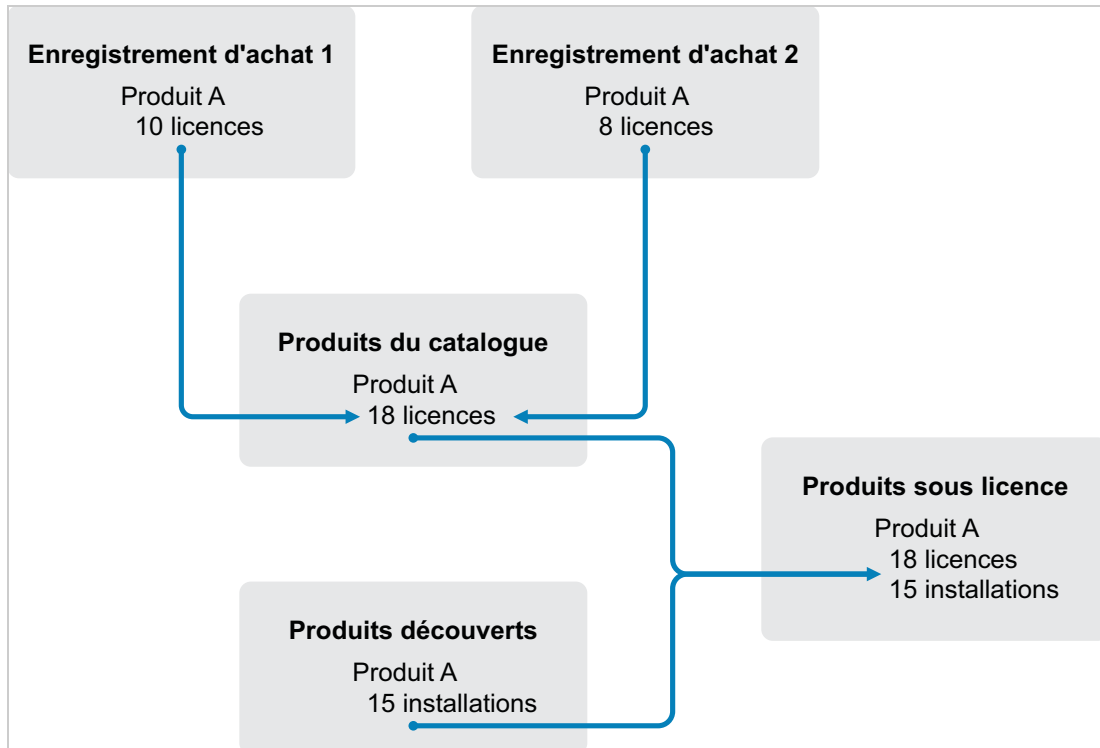 Enregistrement d'achat 1
Produit A
10 licences
Enregistrement d'achat 2
Produit A
8 licences
Produits du catalogue
Produit A
18 licences
Produits sous licence
Produit A
18 licences
15 installations
Produits découverts
Produit A
15 installations